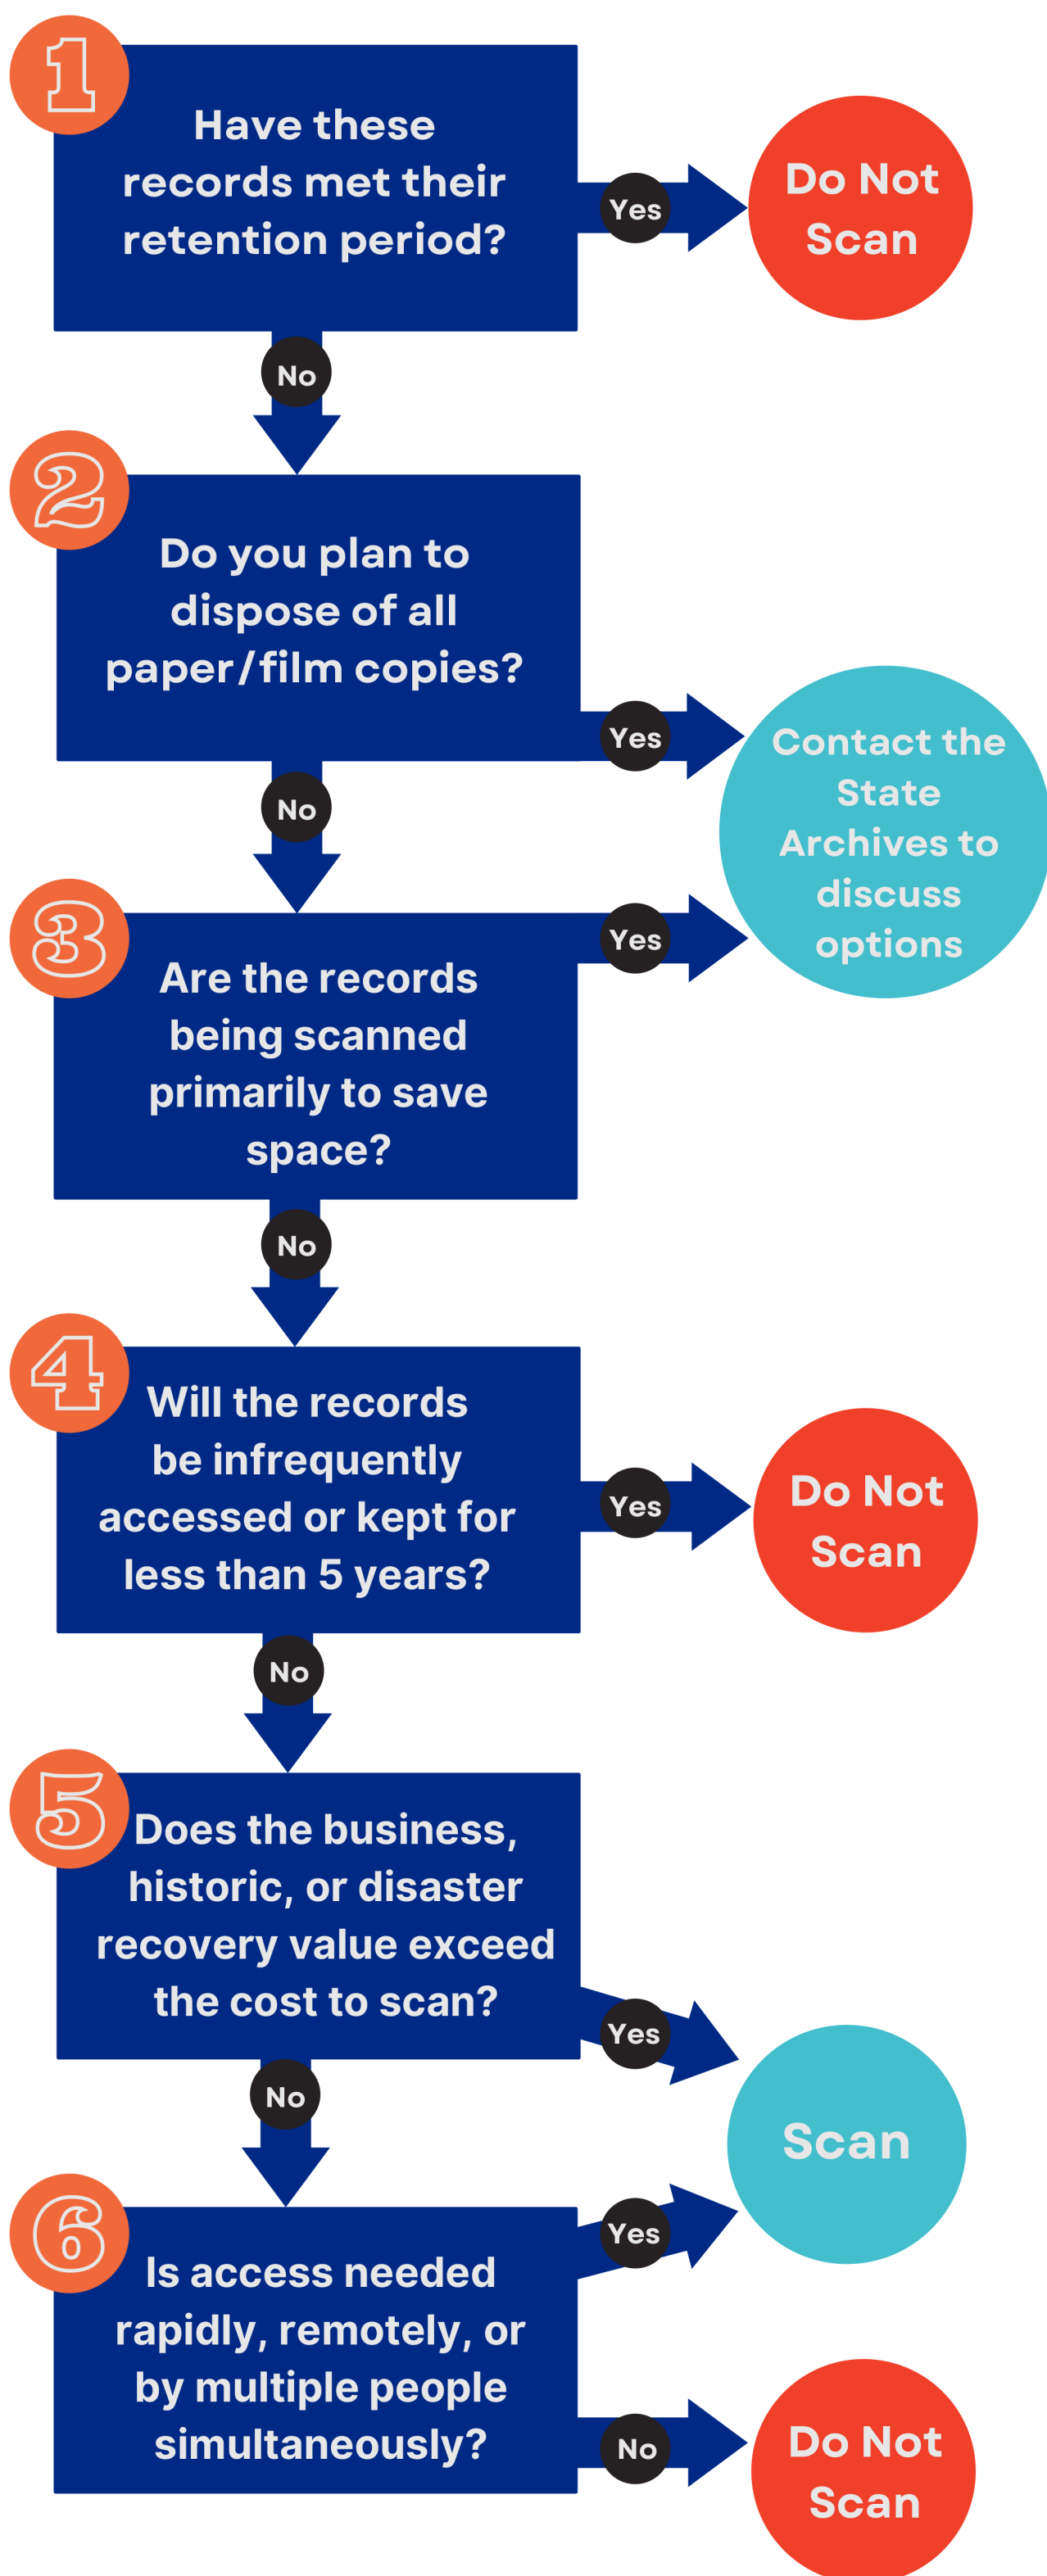 1
Have these
records met their
retention period?
Yes
Do Not
Scan
No
2
Do you plan to
dispose of all
paper/film copies?
Yes
Contact the
State
Archives to
discuss
options
No
3
Are the records
being scanned
primarily to save
space?
Yes
No
4
Will the records
be infrequently
accessed or kept for
less than 5 years?
Yes
Do Not
Scan
No
5
Does the business,
historic, or disaster
recovery value exceed
the cost to scan?
Yes
Scan
No
6
Is access needed
rapidly, remotely, or
by multiple people
simultaneously?
Yes
No
Do Not
Scan